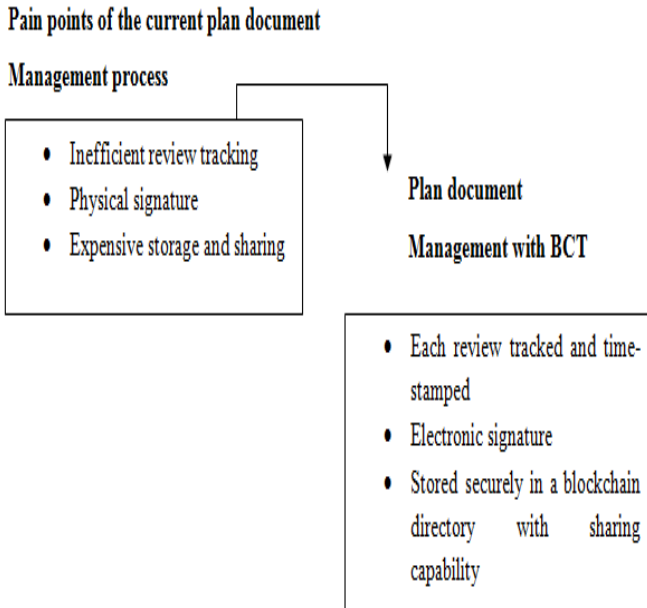 Pain points of the current plan document
Management process
• Inefficient review tracking
• Physical signature
• Expensive storage and sharing
Plan document
Management with BCT
• Each review tracked and time-
stamped
• Electronic signature
• Stored securely in a blockchain
directory with sharing
capability